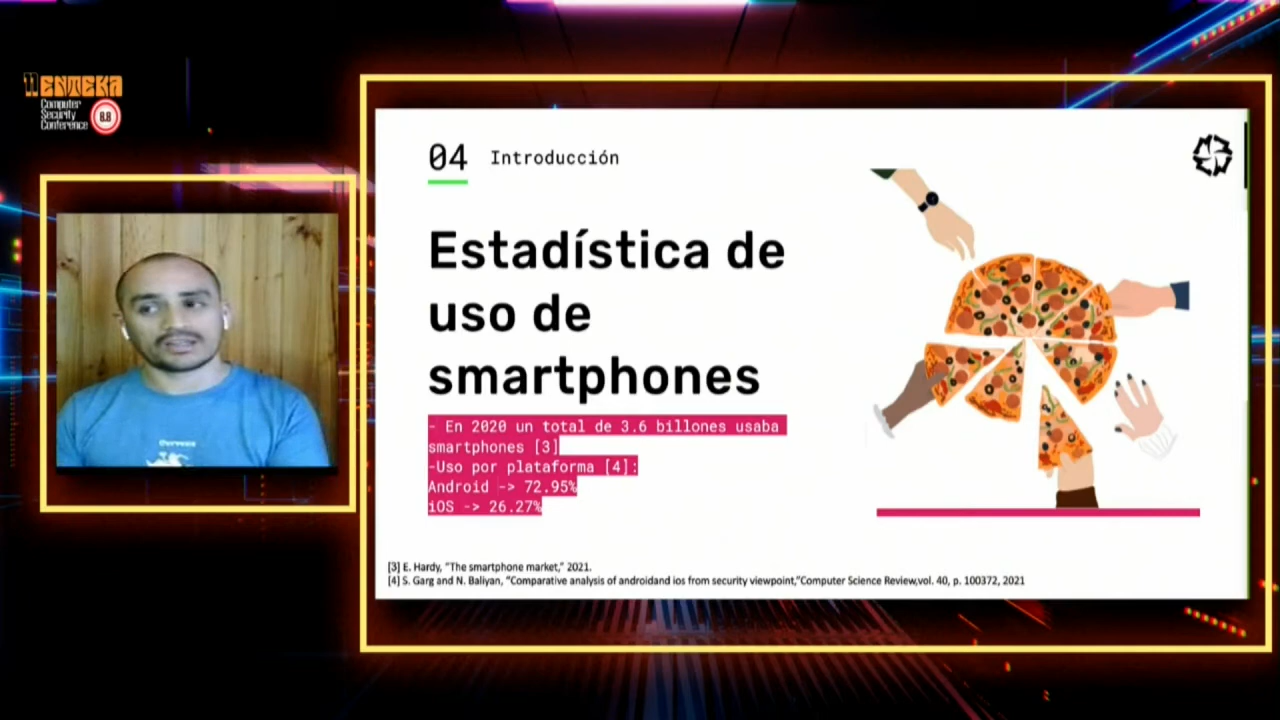 11ENTEKA
Computer
Security
Conference
8.8
04 Introducción
Estadística de
uso de
smartphones
- En 2020 un total de 3.6 billones usaba
smartphones [3]
-Uso por plataforma [4]:
Android -> 72.95%
iOS -> 26.27%
[3] E. Hardy, "The smartphone market," 2021.
[4] S. Garg and N. Baliyan, "Comparative analysis of androidand ios from security viewpoint,"Computer Science Review,vol. 40, p. 100372, 2021